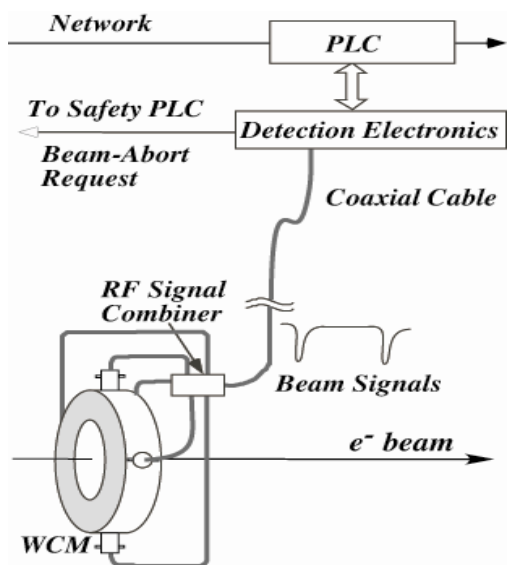 Network
PLC
To Safety PLC
Detection Electronics
Beam-Abort
Request
Coaxial Cable
RF Signal
Combiner
Beam Signals
e- beam
WCM